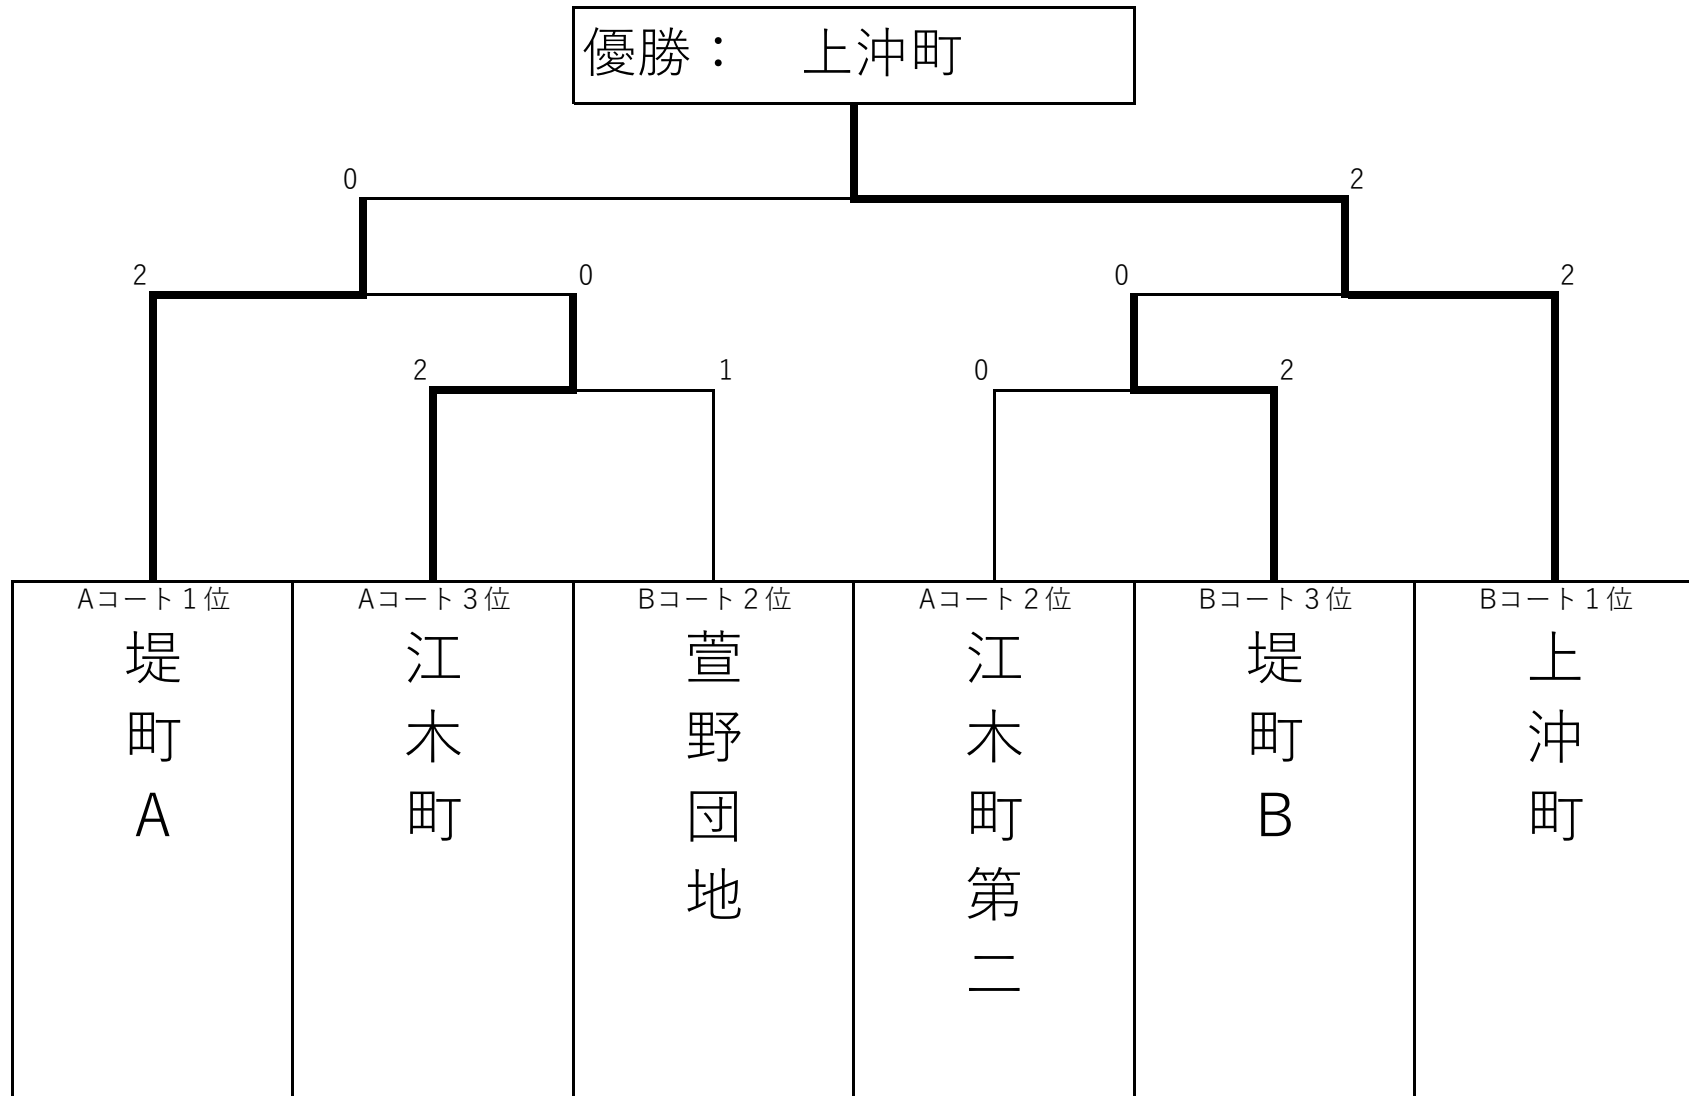 優勝：　上沖町
0
2
2
0
0
2
2
1
0
2
Aコート１位
Aコート３位
Bコート２位
Aコート２位
Bコート３位
Bコート１位
堤町A
江木町
萱野団地
江木町第二
堤町B
上沖町